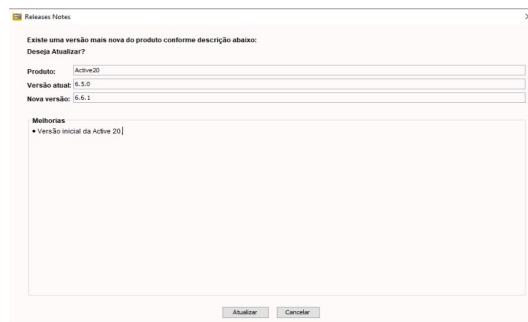 Releases Notes
Existe uma versão mais nova do produto conforme descrição abaixo:
Deseja Atualizar?
Produto: Active20
Versão atual: 6.3.0
Nova versão: 6.6.1
Melhorias
• Versão inicial da Active 20.
Atualizar Cancelar